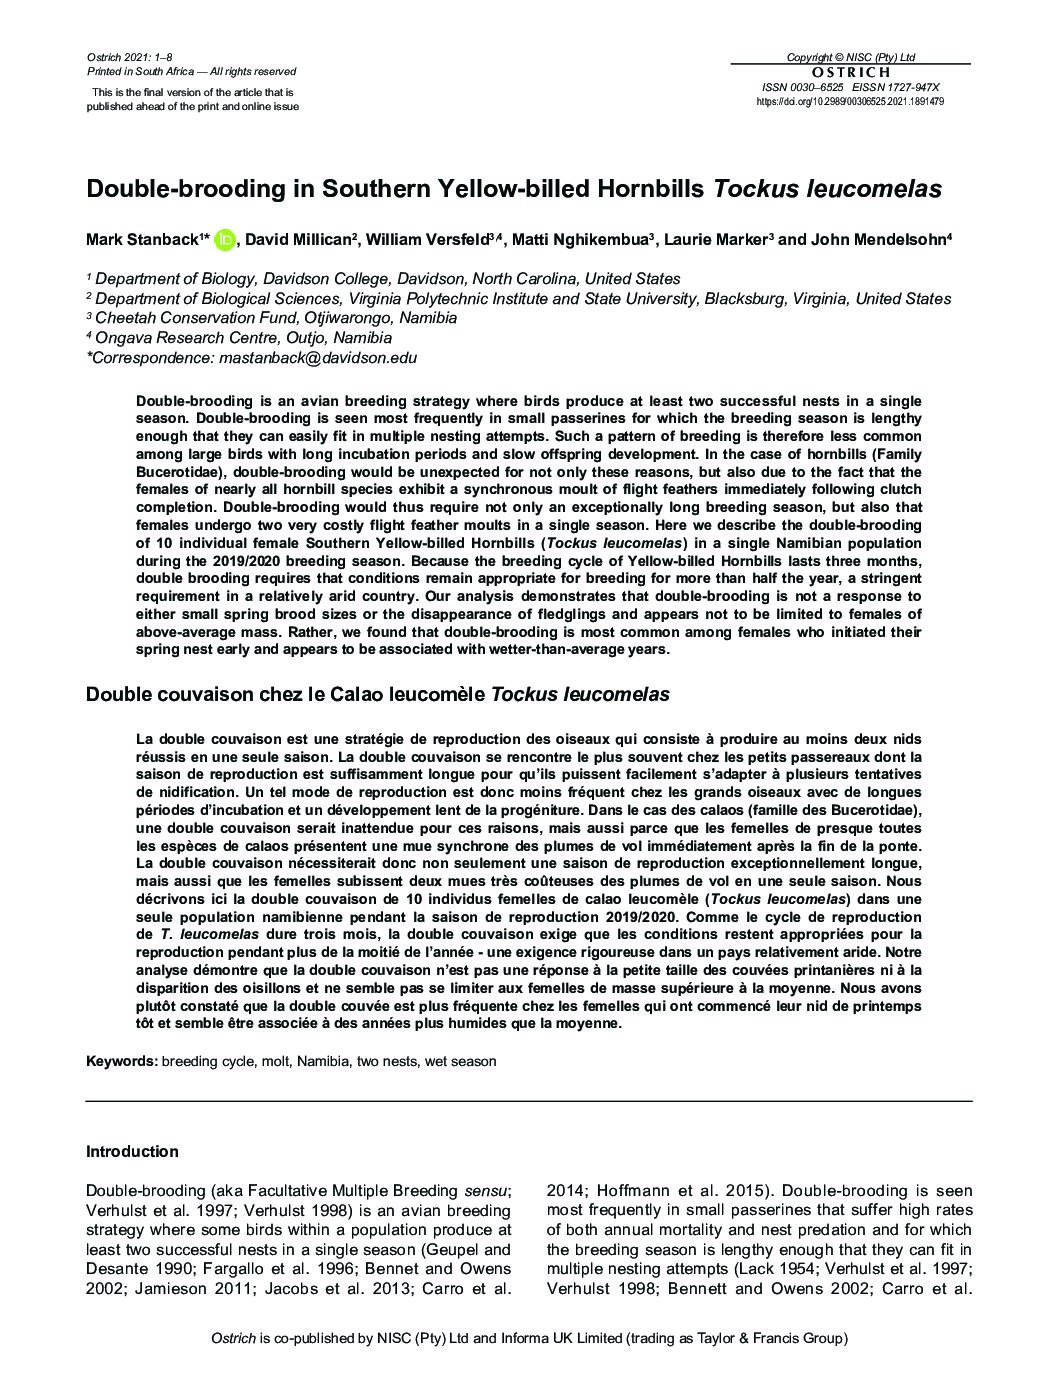 Ostrich 2021: 1–8
Printed in South Africa — All rights reserved
This is the final version of the article that is
published ahead of the print and online issue
Copyright © NISC (Pty) Ltd
OSTRICH
ISSN 0030–6525 EISSN 1727-947X
https://doi.org/10.2989/00306525.2021.1891479
Double-brooding in Southern Yellow-billed Hornbills Tockus leucomelas
Mark Stanback¹* iD, David Millican², William Versfeld³,⁴, Matti Nghikembua³, Laurie Marker³ and John Mendelsohn⁴
¹ Department of Biology, Davidson College, Davidson, North Carolina, United States
² Department of Biological Sciences, Virginia Polytechnic Institute and State University, Blacksburg, Virginia, United States
³ Cheetah Conservation Fund, Otjiwarongo, Namibia
⁴ Ongava Research Centre, Outjo, Namibia
*Correspondence: mastanback@davidson.edu
Double-brooding is an avian breeding strategy where birds produce at least two successful nests in a single
season. Double-brooding is seen most frequently in small passerines for which the breeding season is lengthy
enough that they can easily fit in multiple nesting attempts. Such a pattern of breeding is therefore less common
among large birds with long incubation periods and slow offspring development. In the case of hornbills (Family
Bucerotidae), double-brooding would be unexpected for not only these reasons, but also due to the fact that the
females of nearly all hornbill species exhibit a synchronous moult of flight feathers immediately following clutch
completion. Double-brooding would thus require not only an exceptionally long breeding season, but also that
females undergo two very costly flight feather moults in a single season. Here we describe the double-brooding
of 10 individual female Southern Yellow-billed Hornbills (Tockus leucomelas) in a single Namibian population
during the 2019/2020 breeding season. Because the breeding cycle of Yellow-billed Hornbills lasts three months,
double brooding requires that conditions remain appropriate for breeding for more than half the year, a stringent
requirement in a relatively arid country. Our analysis demonstrates that double-brooding is not a response to
either small spring brood sizes or the disappearance of fledglings and appears not to be limited to females of
above-average mass. Rather, we found that double-brooding is most common among females who initiated their
spring nest early and appears to be associated with wetter-than-average years.
Double couvaison chez le Calao leucomèle Tockus leucomelas
La double couvaison est une stratégie de reproduction des oiseaux qui consiste à produire au moins deux nids
réussis en une seule saison. La double couvaison se rencontre le plus souvent chez les petits passereaux dont la
saison de reproduction est suffisamment longue pour qu’ils puissent facilement s’adapter à plusieurs tentatives
de nidification. Un tel mode de reproduction est donc moins fréquent chez les grands oiseaux avec de longues
périodes d’incubation et un développement lent de la progéniture. Dans le cas des calaos (famille des Bucerotidae),
une double couvaison serait inattendue pour ces raisons, mais aussi parce que les femelles de presque toutes
les espèces de calaos présentent une mue synchrone des plumes de vol immédiatement après la fin de la ponte.
La double couvaison nécessiterait donc non seulement une saison de reproduction exceptionnellement longue,
mais aussi que les femelles subissent deux mues très coûteuses des plumes de vol en une seule saison. Nous
décrivons ici la double couvaison de 10 individus femelles de calao leucomèle (Tockus leucomelas) dans une
seule population namibienne pendant la saison de reproduction 2019/2020. Comme le cycle de reproduction
de T. leucomelas dure trois mois, la double couvaison exige que les conditions restent appropriées pour la
reproduction pendant plus de la moitié de l’année - une exigence rigoureuse dans un pays relativement aride. Notre
analyse démontre que la double couvaison n’est pas une réponse à la petite taille des couvées printanières ni à la
disparition des oisillons et ne semble pas se limiter aux femelles de masse supérieure à la moyenne. Nous avons
plutôt constaté que la double couvée est plus fréquente chez les femelles qui ont commencé leur nid de printemps
tôt et semble être associée à des années plus humides que la moyenne.
Keywords: breeding cycle, molt, Namibia, two nests, wet season
Introduction
Double-brooding (aka Facultative Multiple Breeding sensu;
Verhulst et al. 1997; Verhulst 1998) is an avian breeding
strategy where some birds within a population produce at
least two successful nests in a single season (Geupel and
Desante 1990; Fargallo et al. 1996; Bennet and Owens
2002; Jamieson 2011; Jacobs et al. 2013; Carro et al.
2014; Hoffmann et al. 2015). Double-brooding is seen
most frequently in small passerines that suffer high rates
of both annual mortality and nest predation and for which
the breeding season is lengthy enough that they can fit in
multiple nesting attempts (Lack 1954; Verhulst et al. 1997;
Verhulst 1998; Bennett and Owens 2002; Carro et al.
Ostrich is co-published by NISC (Pty) Ltd and Informa UK Limited (trading as Taylor & Francis Group)